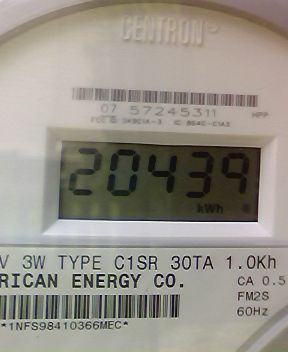 CENTRON
07 57245311 HPP
20439
kWh
V 3W TYPE C1SR 30TA 1.0Kh
RICAN ENERGY CO.
CA 0.5
FM2S
60Hz
*1NFS98410366MEC*